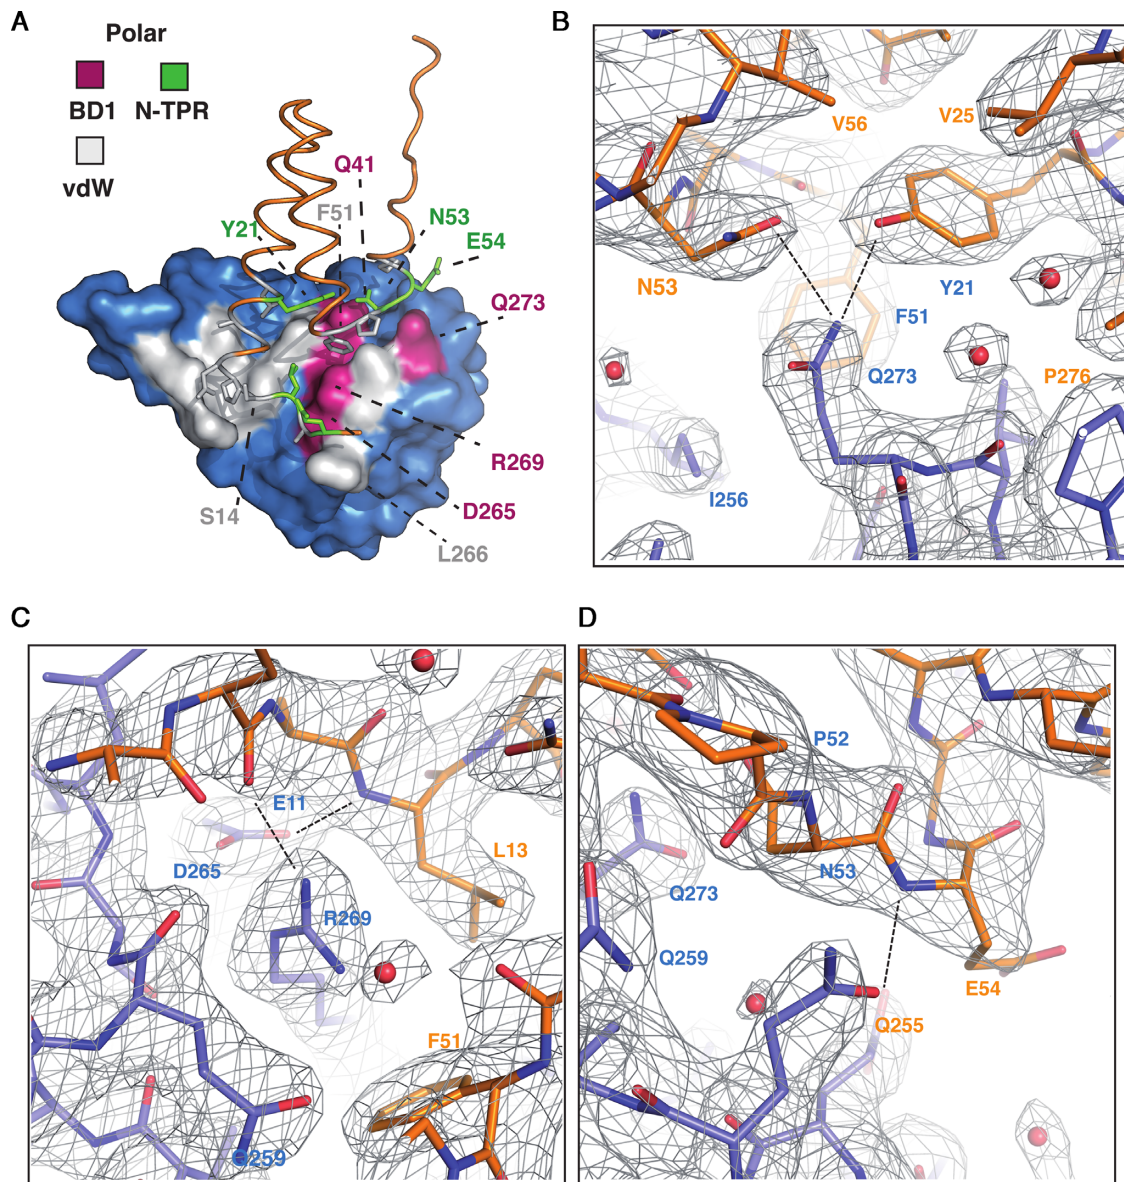 A
Polar
BD1 N-TPR
vdW
Q41
F51
N53
Y21
E54
Q273
R269
D265
S14
L266
B
V56
V25
N53
Y21
F51
Q273
P276
I256
C
E11
L13
D265
R269
F51
Q259
D
P52
N53
Q273
Q259
E54
Q255